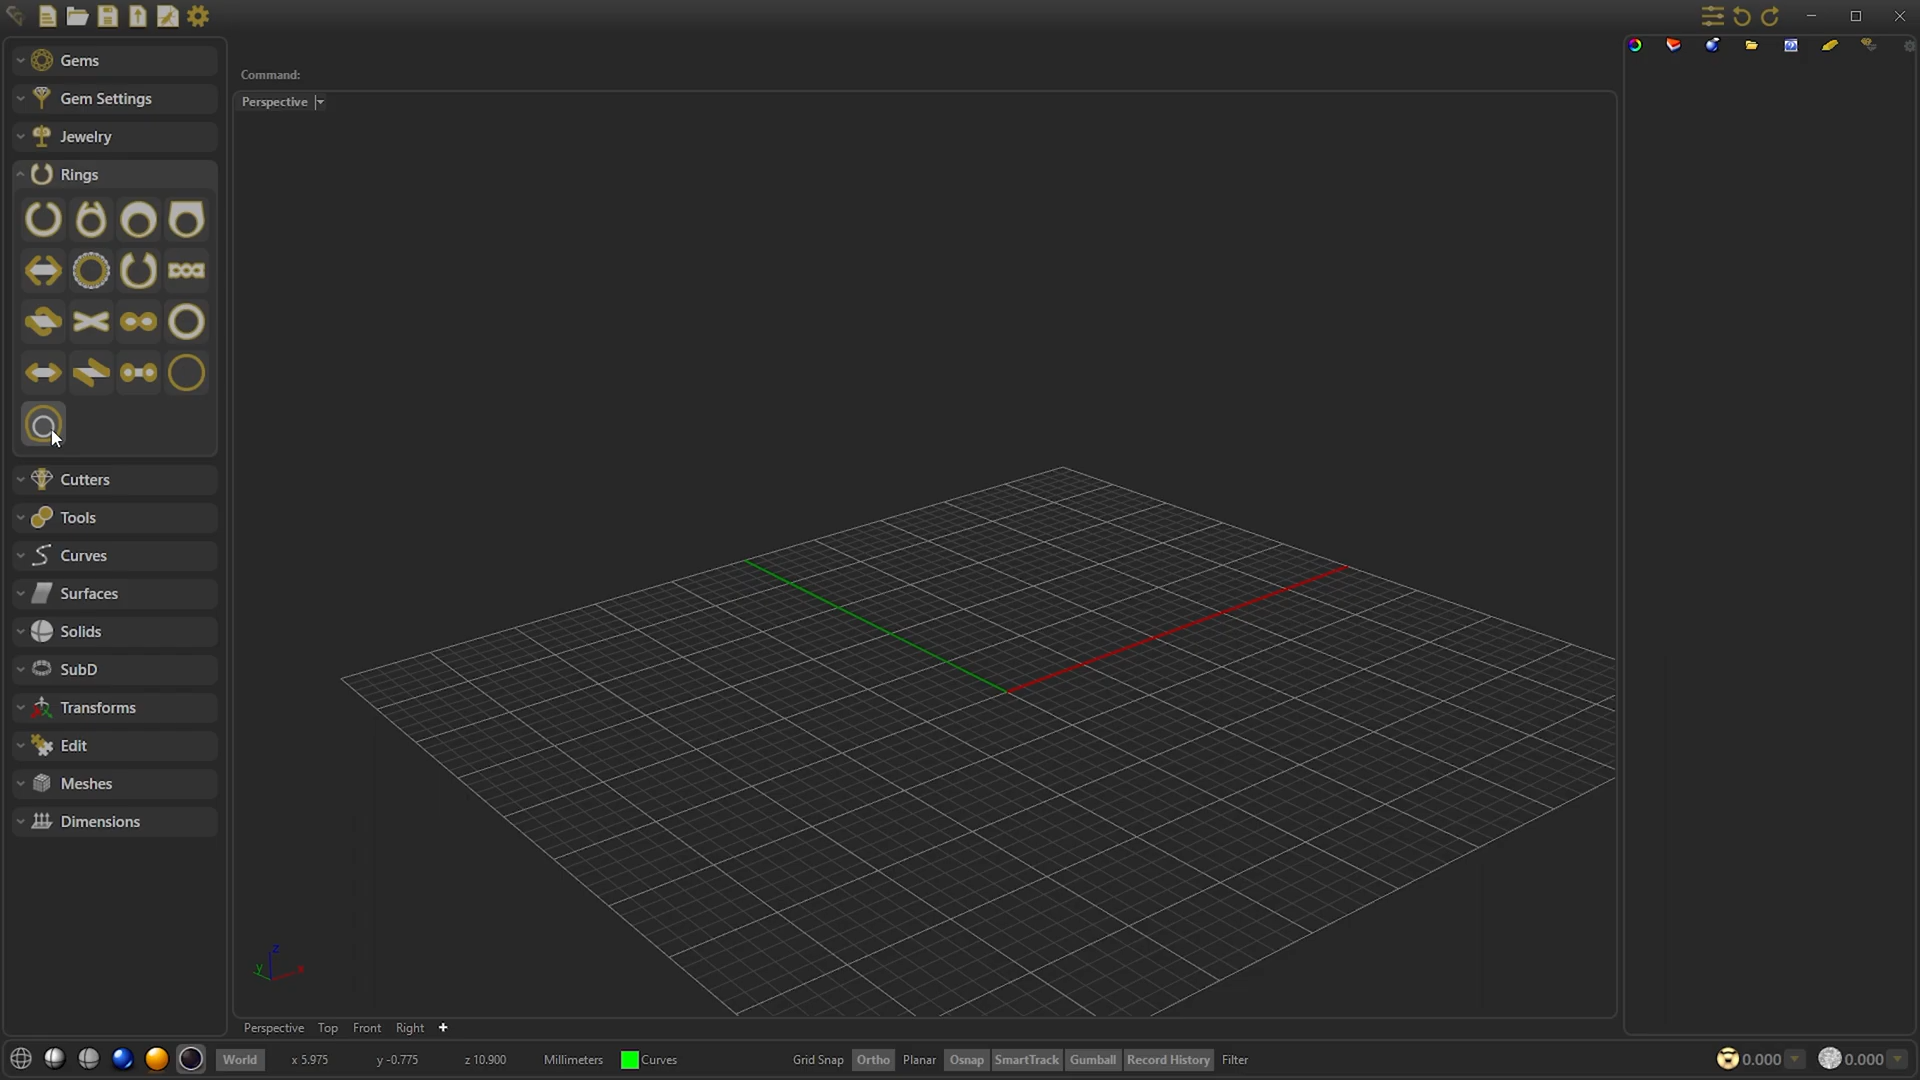 Command:
Perspective
Gems
Gem Settings
Jewelry
Rings
Cutters
Tools
Curves
Surfaces
Solids
SubD
Transforms
Edit
Meshes
Dimensions
z
y
x
Perspective Top Front Right +
World x 5.975 y -0.775 z 10.900 Millimeters Curves Grid Snap Ortho Planar Osnap SmartTrack Gumball Record History Filter 0.000 0.000